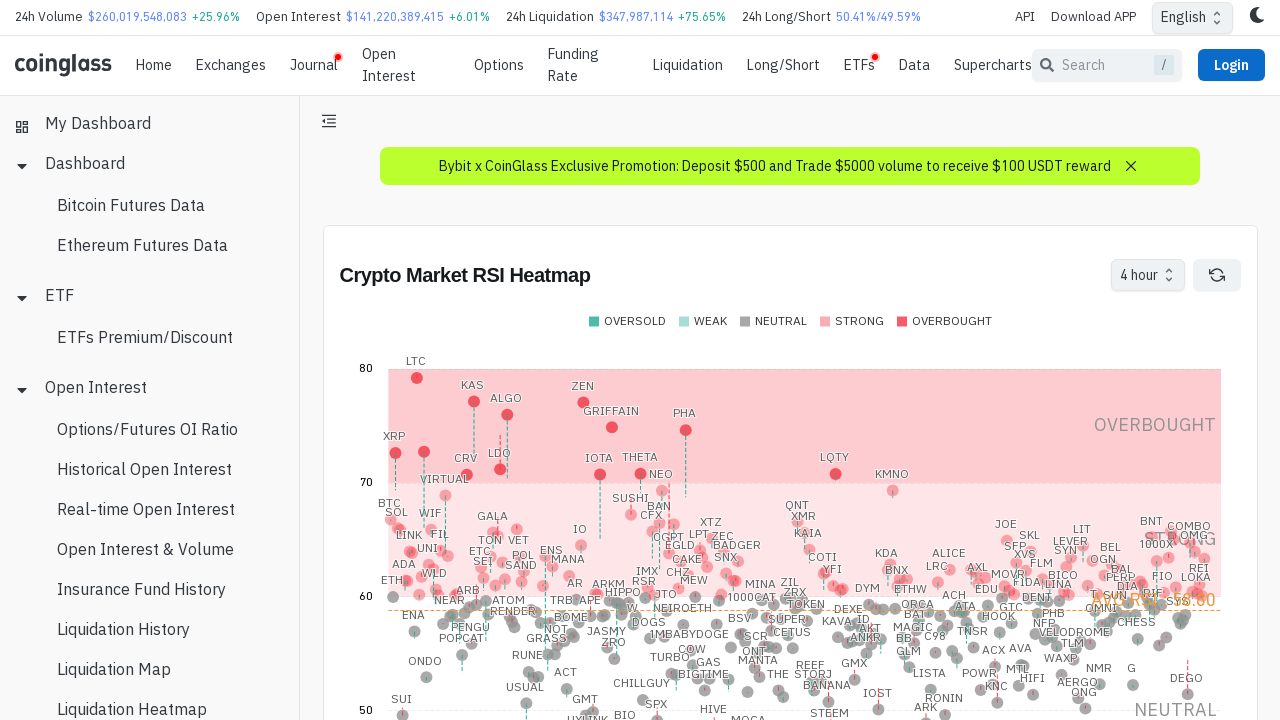 24h Volume $260,019,548,083 +25.96% Open Interest $141,220,389,415 +6.01% 24h Liquidation $347,987,114 +75.65% 24h Long/Short 50.41%/49.59% API Download APP English
coinglass Home Exchanges Journal Open Interest Options Funding Rate Liquidation Long/Short ETFs Data Supercharts Search / Login
My Dashboard
Dashboard
Bitcoin Futures Data
Ethereum Futures Data
ETF
ETFs Premium/Discount
Open Interest
Options/Futures OI Ratio
Historical Open Interest
Real-time Open Interest
Open Interest & Volume
Insurance Fund History
Liquidation History
Liquidation Map
Liquidation Heatmap
Bybit x CoinGlass Exclusive Promotion: Deposit $500 and Trade $5000 volume to receive $100 USDT reward
Crypto Market RSI Heatmap 4 hour
OVERSOLD WEAK NEUTRAL STRONG OVERBOUGHT
80
LTC
KAS ZEN
ALGO
GRIFFAIN PHA
OVERBOUGHT
XRP
CRV LDO IOTA THETA LQTY
70
VIRTUAL NEO KMNO
BTC SUSHI
SOL WIF GALA CFX BAN QNT
XMR XTZ JOE BNT COMBO
LINK FIL TON VET IO CGPT LPT ZEC KAIA SKL LIT OMG
UNI ETC POL ENS EGLD BADGER SFP LEVER 1000X
ADA SEI SAND MANA CAKE SNX COTI KDA ALICE XVS SYN BEL
WLD IMX CHZ YFI BNX LRC AXL FLM OGN
ETH AR RSR MEW MINA ZIL MOVR BICO BAL FIO REI
60
ARB ARKM HIPPO JTO ZRX DYM ETHW EDU FIDA LINA PERP DIA LOKA
NEAR ATOM TRB APE W 1000CAT TOKEN ORCA ACH DENT SUN
AVG RSI: 58.00
ENA RENDER BOME DOGS NEIROETH BSV SUPER DEXE ATA GTC PHB OMNI
PENGU NOT JASMY 1MBABYDOGE CETUS KAVA ID MAGIC HOOK NFP CHESS
POPCAT GRASS ZRO COW SCR ANKR AKT C98 TNSR VELODROME
RUNE TURBO GAS ONT GLM ACX AVA TLM
ONDO ACT BIGTIME MANTA REEF GMX LISTA POWR MTL WAXP NMR G
USUAL CHILLGUY THE STORJ HIFI AERGO DEGO
SUI GMT SPX BANANA IOST RONIN KNC ONG
BIO HIVE STEEM ARK
50
NEUTRAL